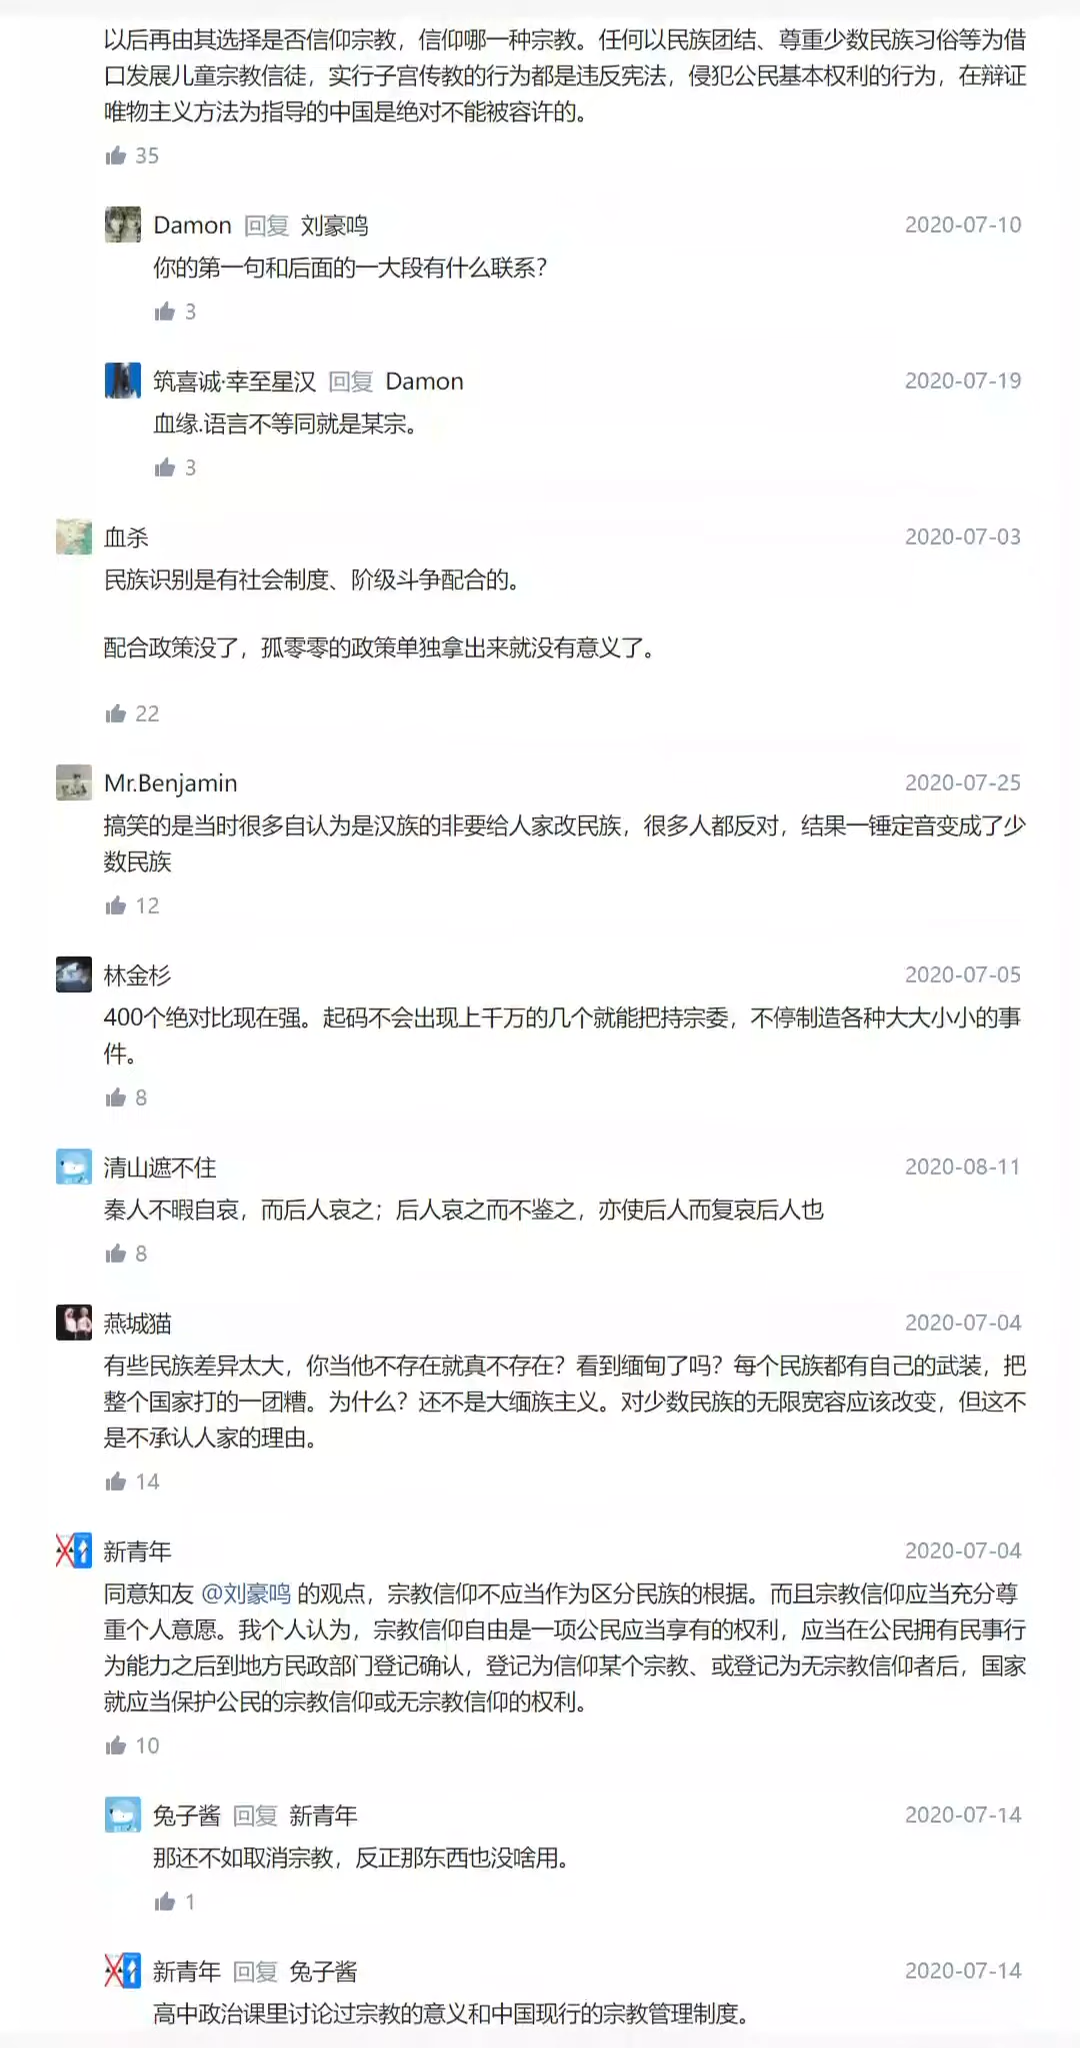 以后再由其选择是否信仰宗教，信仰哪一种宗教。任何以民族团结、尊重少数民族习俗等为借
口发展儿童宗教信徒，实行子宫传教的行为都是违反宪法，侵犯公民基本权利的行为，在辩证
唯物主义方法为指导的中国是绝对不能被容许的。
35
Damon 回复 刘豪鸣 2020-07-10
你的第一句和后面的一大段有什么联系？
3
筑喜诚·幸至星汉 回复 Damon 2020-07-19
血缘.语言不等同就是某宗。
3
血杀 2020-07-03
民族识别是有社会制度、阶级斗争配合的。
配合政策没了，孤零零的政策单独拿出来就没有意义了。
22
Mr.Benjamin 2020-07-25
搞笑的是当时很多自认为是汉族的非要给人家改民族，很多人都反对，结果一锤定音变成了少
数民族
12
林金杉 2020-07-05
400个绝对比现在强。起码不会出现上千万的几个就能把持宗委，不停制造各种大大小小的事
件。
8
清山遮不住 2020-08-11
秦人不暇自哀，而后人哀之；后人哀之而不鉴之，亦使后人而复哀后人也
8
燕城猫 2020-07-04
有些民族差异太大，你当他不存在就真不存在？看到缅甸了吗？每个民族都有自己的武装，把
整个国家打的一团糟。为什么？还不是大缅族主义。对少数民族的无限宽容应该改变，但这不
是不承认人家的理由。
14
新青年 2020-07-04
同意知友 @刘豪鸣 的观点，宗教信仰不应当作为区分民族的根据。而且宗教信仰应当充分尊
重个人意愿。我个人认为，宗教信仰自由是一项公民应当享有的权利，应当在公民拥有民事行
为能力之后到地方民政部门登记确认，登记为信仰某个宗教、或登记为无宗教信仰者后，国家
就应当保护公民的宗教信仰或无宗教信仰的权利。
10
兔子酱 回复 新青年 2020-07-14
那还不如取消宗教，反正那东西也没啥用。
1
新青年 回复 兔子酱 2020-07-14
高中政治课里讨论过宗教的意义和中国现行的宗教管理制度。